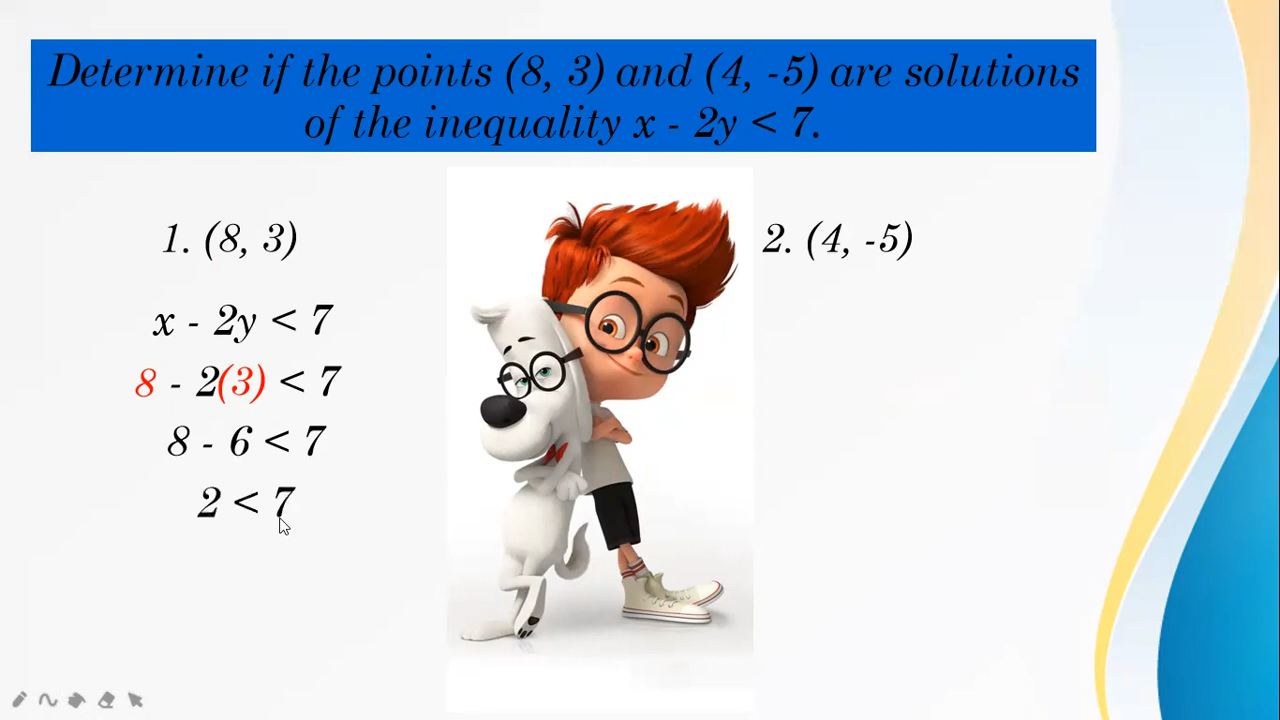 Determine if the points (8, 3) and (4, -5) are solutions
of the inequality x - 2y < 7.
1. (8, 3)
x - 2y < 7
8 - 2(3) < 7
8 - 6 < 7
2 < 7
2. (4, -5)